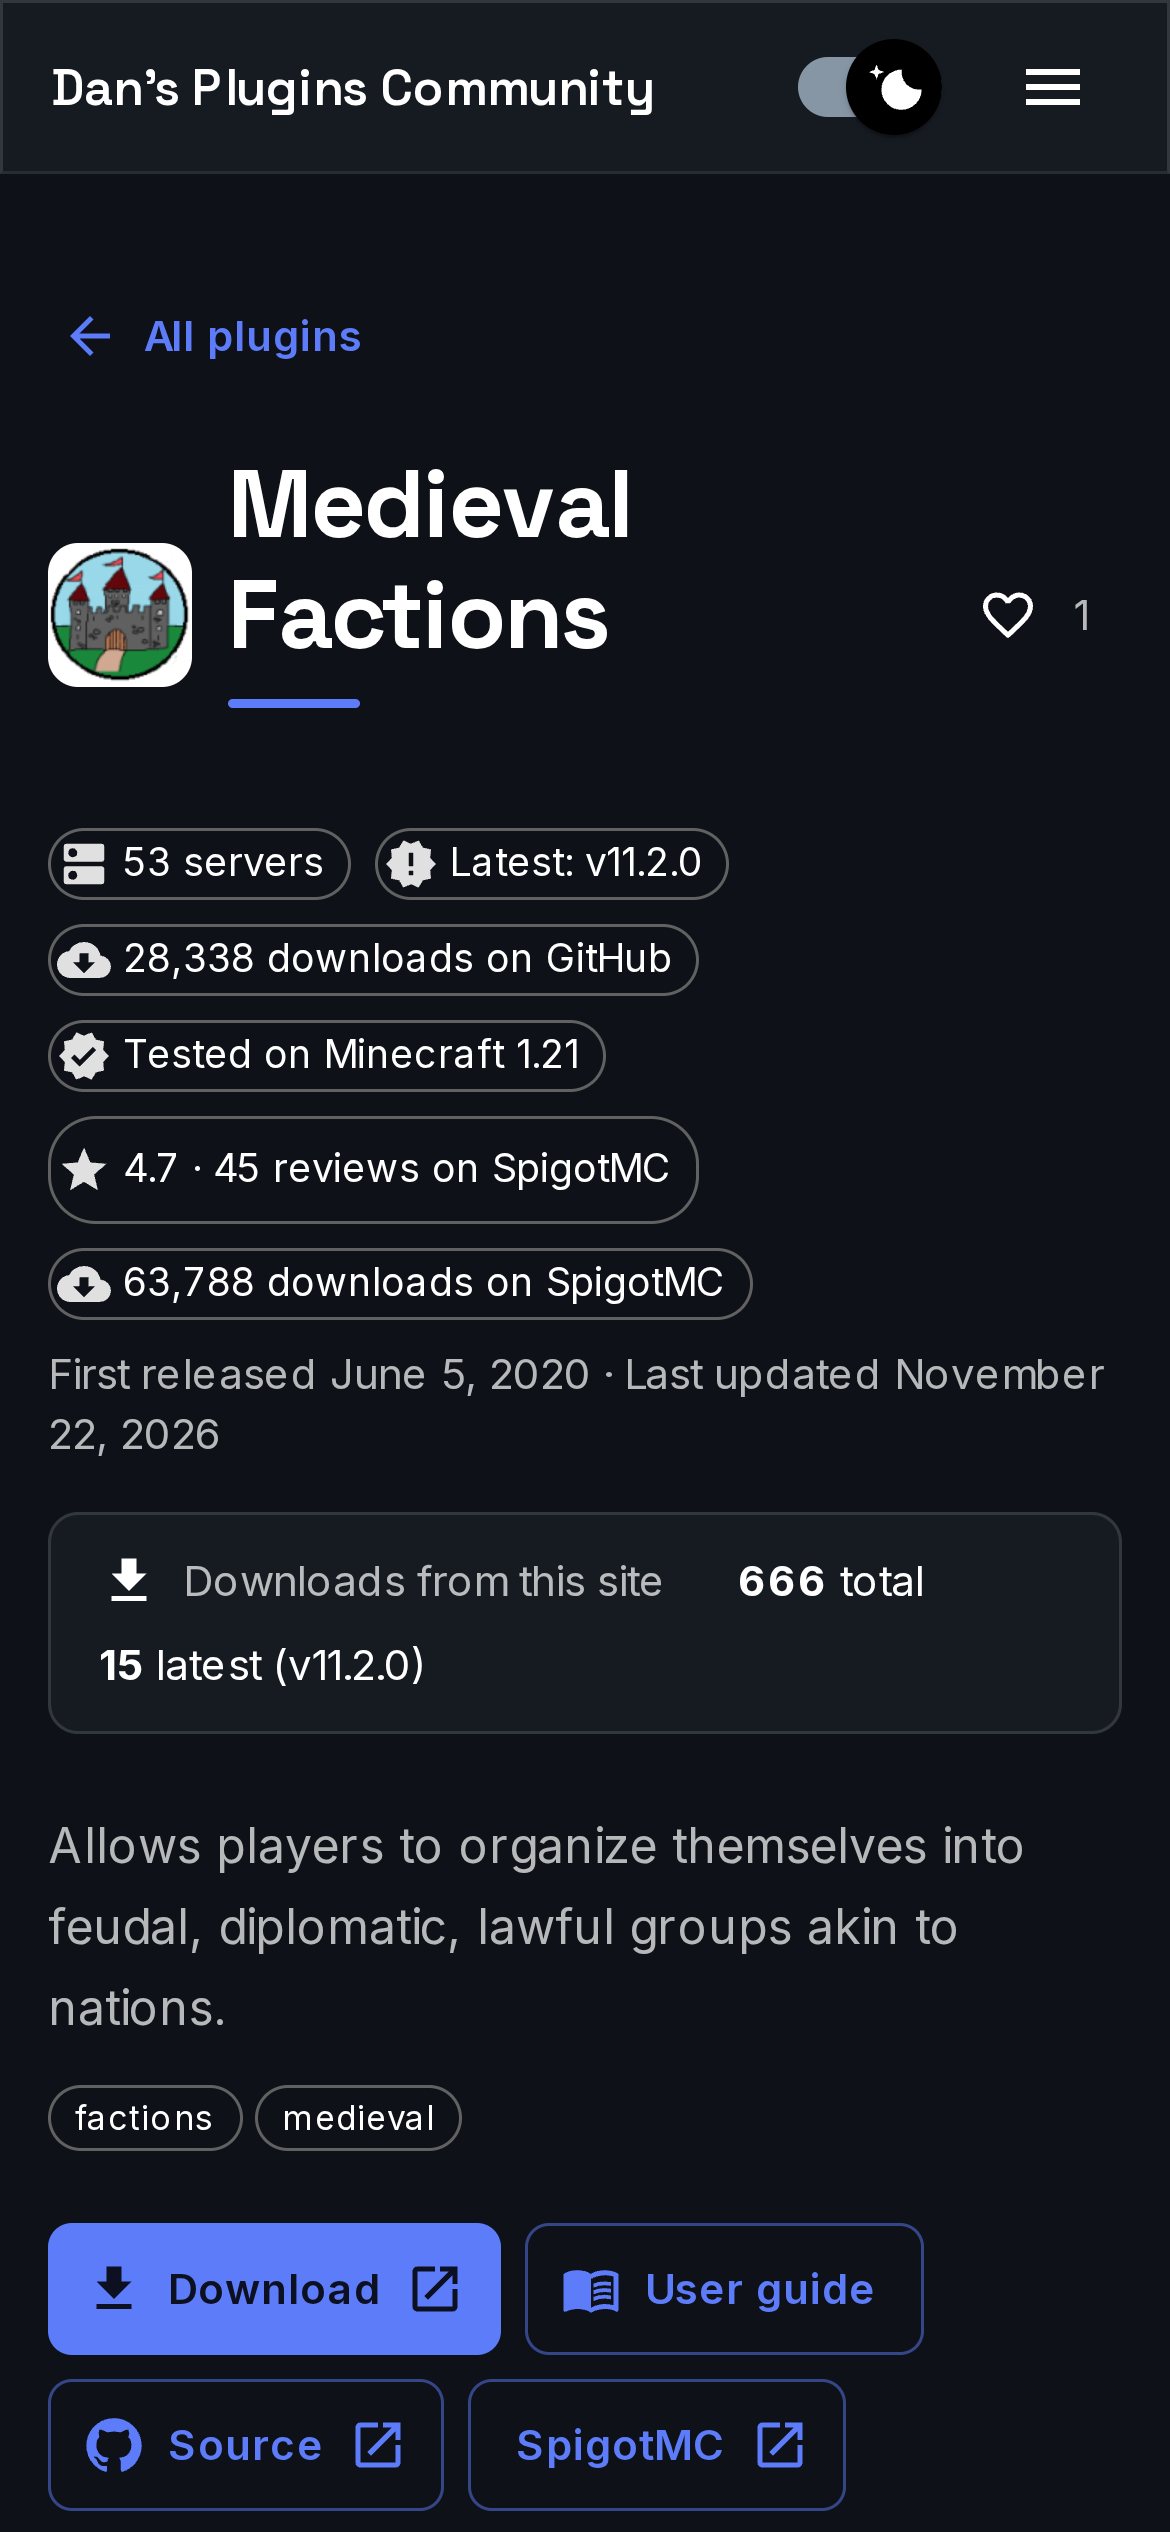 Dan's Plugins Community
All plugins
Medieval
Factions
1
53 servers
Latest: v11.2.0
28,338 downloads on GitHub
Tested on Minecraft 1.21
4.7 · 45 reviews on SpigotMC
63,788 downloads on SpigotMC
First released June 5, 2020 · Last updated November
22, 2026
Downloads from this site 666 total
15 latest (v11.2.0)
Allows players to organize themselves into
feudal, diplomatic, lawful groups akin to
nations.
factions medieval
Download User guide
Source SpigotMC